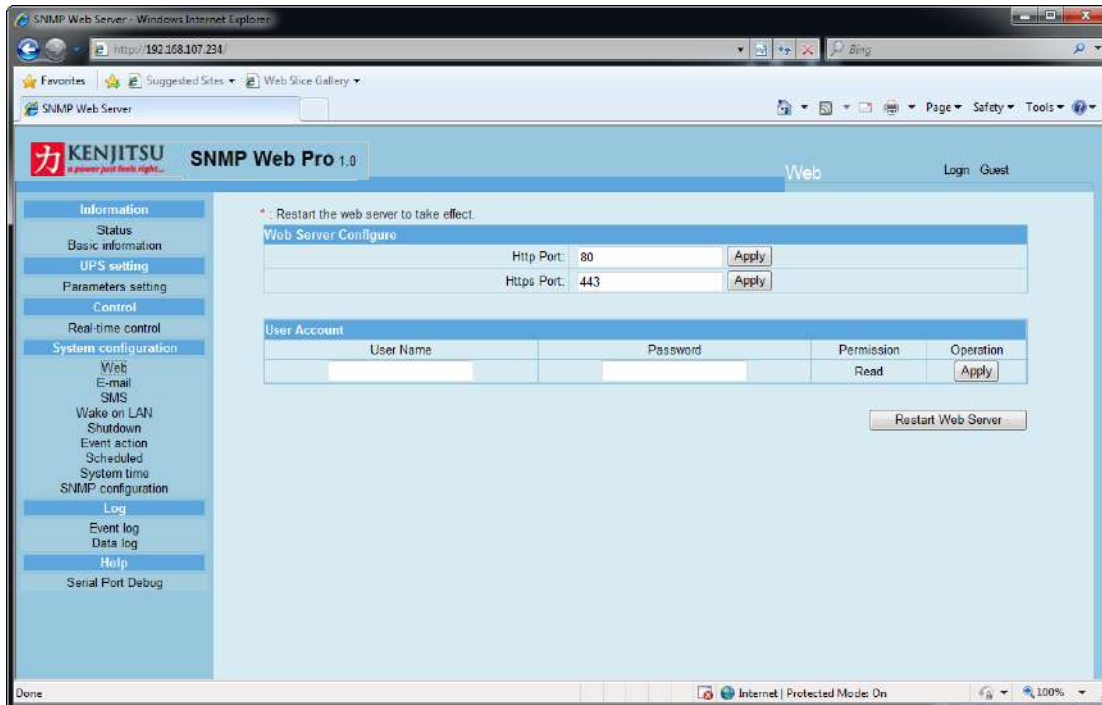 SNMP Web Server - Windows Internet Explorer
http://192.168.107.234/
Bing
Favorites Suggested Sites Web Slice Gallery
SNMP Web Server Page Safety Tools
力 KENJITSU
a power just feels right...
SNMP Web Pro 1.0
Web Login Guest
Information
Status
Basic information
UPS setting
Parameters setting
Control
Real-time control
System configuration
Web
E-mail
SMS
Wake on LAN
Shutdown
Event action
Scheduled
System time
SNMP configuration
Log
Event log
Data log
Help
Serial Port Debug
* : Restart the web server to take effect.
Web Server Configure
Http Port: 80 Apply
Https Port: 443 Apply
User Account
User Name Password Permission Operation
Read Apply
Restart Web Server
Done Internet | Protected Mode: On 100%